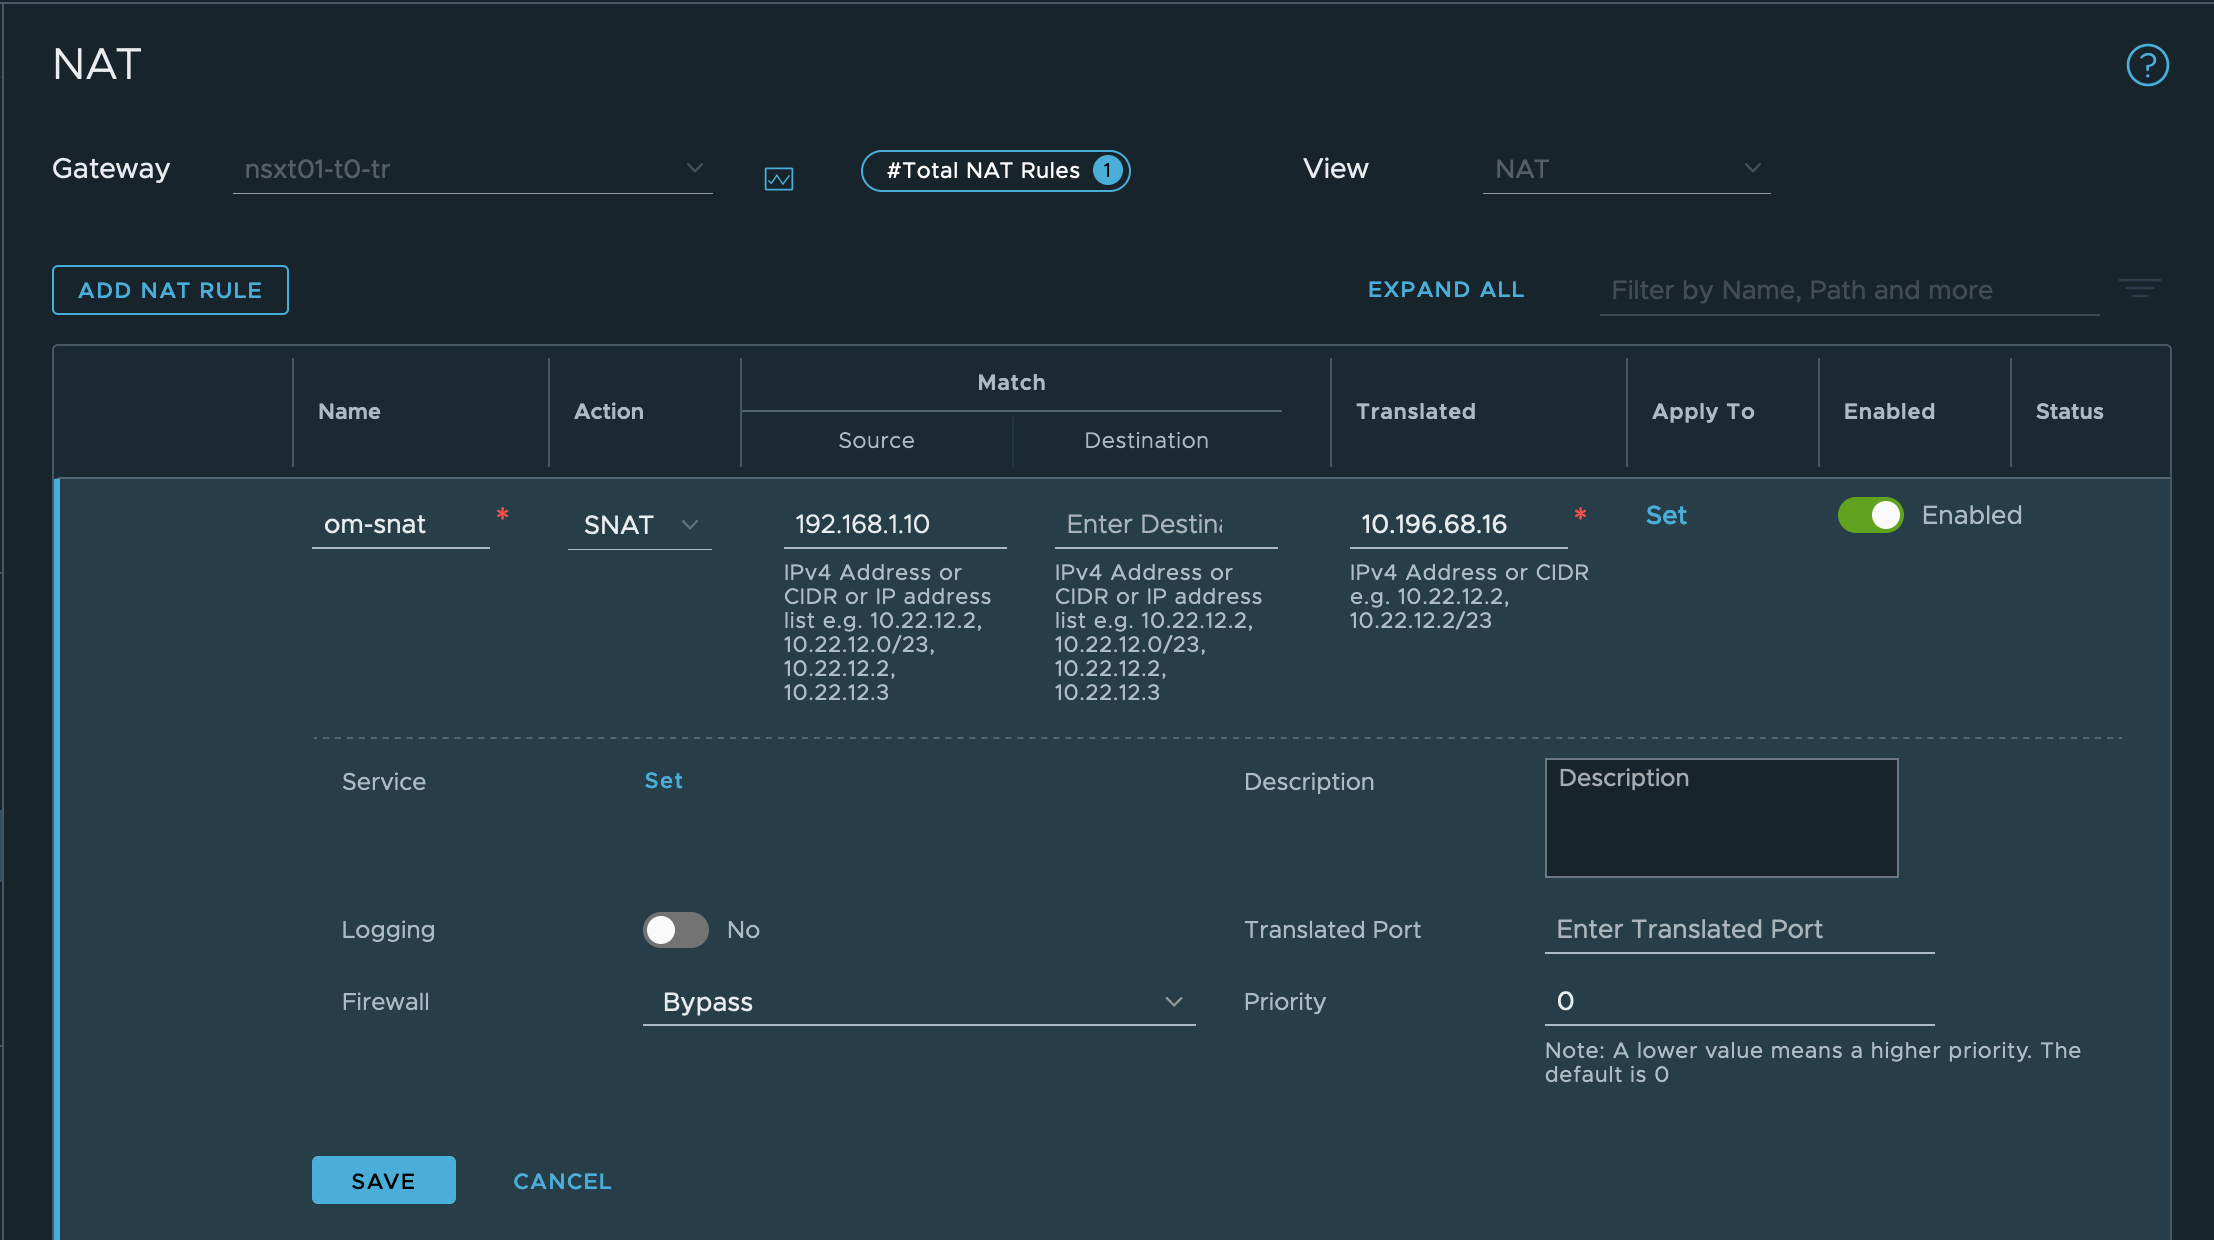 NAT
?
Gateway
nsxt01-t0-tr
#Total NAT Rules 1
View
NAT
ADD NAT RULE
EXPAND ALL
Filter by Name, Path and more
Name
Action
Match
Source
Destination
Translated
Apply To
Enabled
Status
om-snat *
SNAT
192.168.1.10
IPv4 Address or
CIDR or IP address
list e.g. 10.22.12.2,
10.22.12.0/23,
10.22.12.2,
10.22.12.3
Enter Destina
IPv4 Address or
CIDR or IP address
list e.g. 10.22.12.2,
10.22.12.0/23,
10.22.12.2,
10.22.12.3
10.196.68.16 *
IPv4 Address or CIDR
e.g. 10.22.12.2,
10.22.12.2/23
Set
Enabled
Service
Set
Description
Description
Logging
No
Translated Port
Enter Translated Port
Firewall
Bypass
Priority
0
Note: A lower value means a higher priority. The
default is 0
SAVE
CANCEL